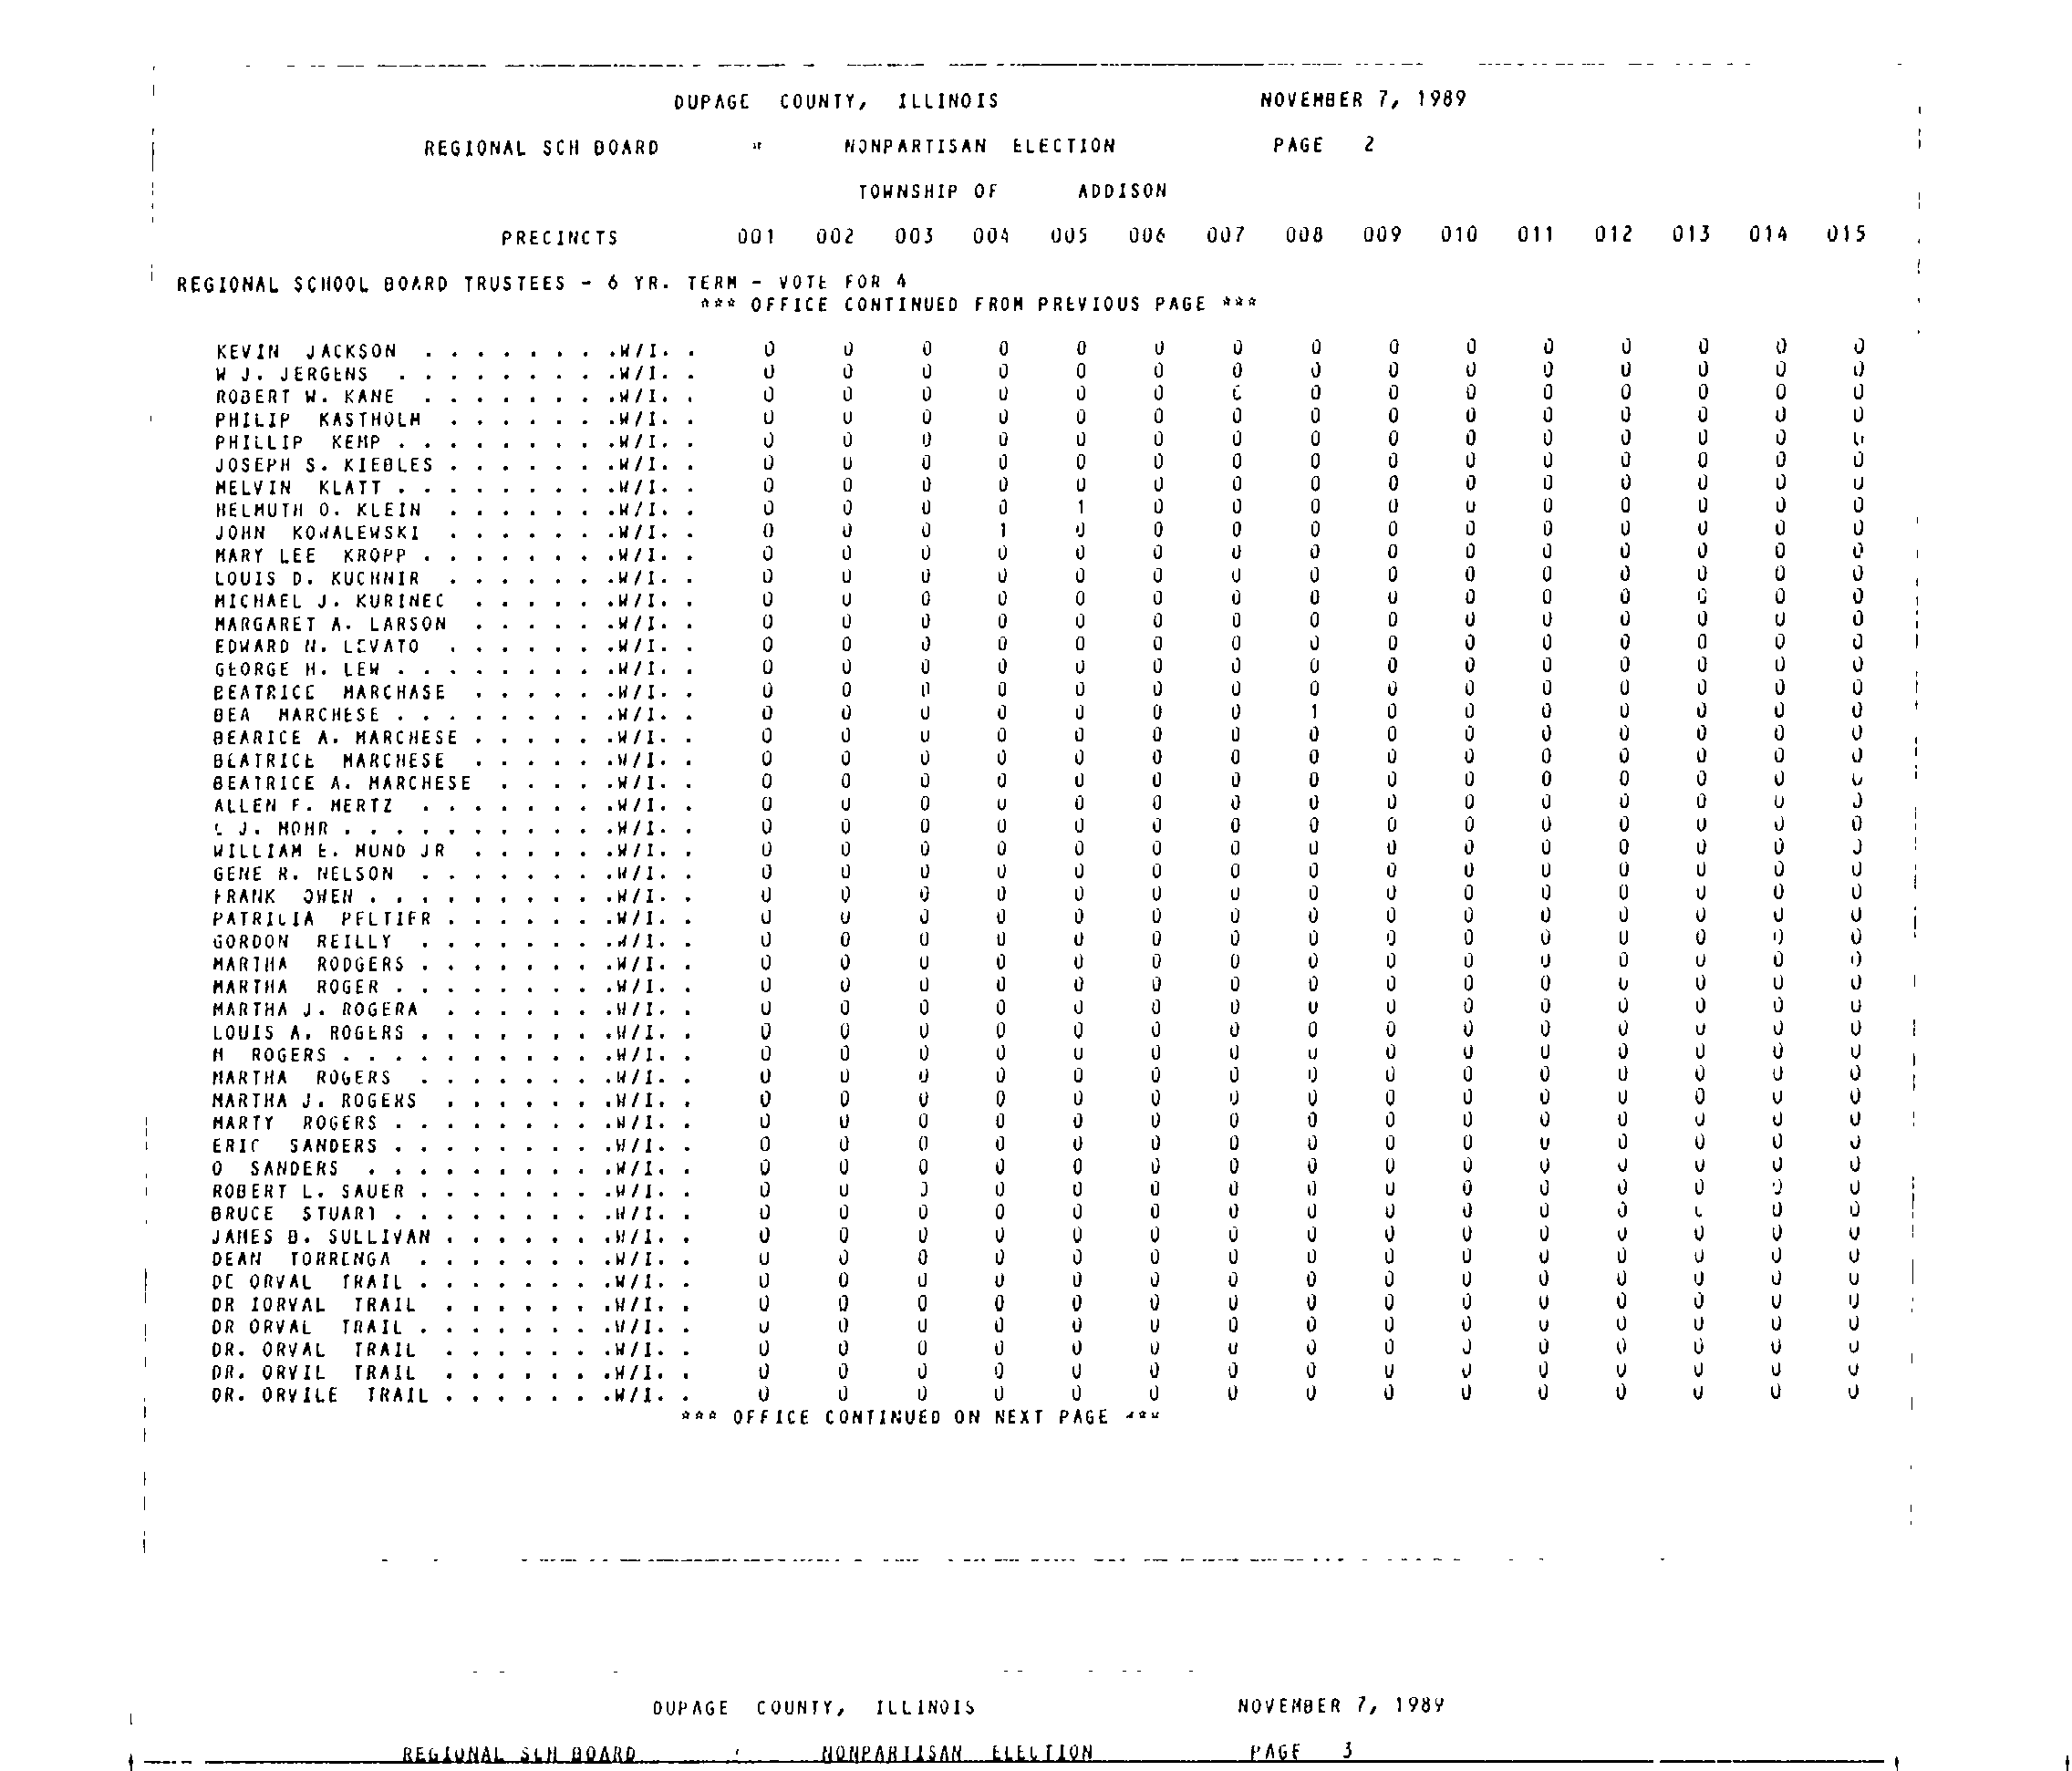 DUPAGE COUNTY, ILLINOIS NOVEMBER 7, 1989
REGIONAL SCH BOARD * NONPARTISAN ELECTION PAGE 2
TOWNSHIP OF ADDISON
PRECINCTS 001 002 003 004 005 006 007 008 009 010 011 012 013 014 015
REGIONAL SCHOOL BOARD TRUSTEES - 6 YR. TERM - VOTE FOR 4
*** OFFICE CONTINUED FROM PREVIOUS PAGE ***
KEVIN JACKSON . . . . . . . .W/I. . 0 0 0 0 0 0 0 0 0 0 0 0 0 0 0
W J. JERGENS . . . . . . . . .W/I. . 0 0 0 0 0 0 0 0 0 0 0 0 0 0 0
ROBERT W. KANE . . . . . . . .W/I. . 0 0 0 0 0 0 0 0 0 0 0 0 0 0 0
PHILIP KASTHOLM . . . . . . .W/I. . 0 0 0 0 0 0 0 0 0 0 0 0 0 0 0
PHILLIP KEMP . . . . . . . . .W/I. . 0 0 0 0 0 0 0 0 0 0 0 0 0 0 0
JOSEPH S. KIEBLES . . . . . . .W/I. . 0 0 0 0 0 0 0 0 0 0 0 0 0 0 0
MELVIN KLATT . . . . . . . . .W/I. . 0 0 0 0 0 0 0 0 0 0 0 0 0 0 0
HELMUTH O. KLEIN . . . . . . .W/I. . 0 0 0 0 1 0 0 0 0 0 0 0 0 0 0
JOHN KOWALEWSKI . . . . . . .W/I. . 0 0 0 1 0 0 0 0 0 0 0 0 0 0 0
MARY LEE KROPP . . . . . . . .W/I. . 0 0 0 0 0 0 0 0 0 0 0 0 0 0 0
LOUIS D. KUCHNIR . . . . . . .W/I. . 0 0 0 0 0 0 0 0 0 0 0 0 0 0 0
MICHAEL J. KURINEC . . . . . .W/I. . 0 0 0 0 0 0 0 0 0 0 0 0 0 0 0
MARGARET A. LARSON . . . . . .W/I. . 0 0 0 0 0 0 0 0 0 0 0 0 0 0 0
EDWARD N. LEVATO . . . . . . .W/I. . 0 0 0 0 0 0 0 0 0 0 0 0 0 0 0
GEORGE H. LEW . . . . . . . . .W/I. . 0 0 0 0 0 0 0 0 0 0 0 0 0 0 0
BEATRICE MARCHASE . . . . . .W/I. . 0 0 0 0 0 0 0 0 0 0 0 0 0 0 0
BEA MARCHESE . . . . . . . . .W/I. . 0 0 0 0 0 0 0 1 0 0 0 0 0 0 0
BEARICE A. MARCHESE . . . . . .W/I. . 0 0 0 0 0 0 0 0 0 0 0 0 0 0 0
BEATRICE MARCHESE . . . . . .W/I. . 0 0 0 0 0 0 0 0 0 0 0 0 0 0 0
BEATRICE A. MARCHESE . . . . .W/I. . 0 0 0 0 0 0 0 0 0 0 0 0 0 0 0
ALLEN F. MERTZ . . . . . . . .W/I. . 0 0 0 0 0 0 0 0 0 0 0 0 0 0 0
J. MOHR . . . . . . . . . . .W/I. . 0 0 0 0 0 0 0 0 0 0 0 0 0 0 0
WILLIAM E. MUND JR . . . . . .W/I. . 0 0 0 0 0 0 0 0 0 0 0 0 0 0 0
GENE R. NELSON . . . . . . . .W/I. . 0 0 0 0 0 0 0 0 0 0 0 0 0 0 0
FRANK OWEN . . . . . . . . . .W/I. . 0 0 0 0 0 0 0 0 0 0 0 0 0 0 0
PATRILIA PELTIER . . . . . . .W/I. . 0 0 0 0 0 0 0 0 0 0 0 0 0 0 0
GORDON REILLY . . . . . . . .W/I. . 0 0 0 0 0 0 0 0 0 0 0 0 0 0 0
MARTHA RODGERS . . . . . . . .W/I. . 0 0 0 0 0 0 0 0 0 0 0 0 0 0 0
MARTHA ROGER . . . . . . . . .W/I. . 0 0 0 0 0 0 0 0 0 0 0 0 0 0 0
MARTHA J. ROGERA . . . . . . .W/I. . 0 0 0 0 0 0 0 0 0 0 0 0 0 0 0
LOUIS A. ROGERS . . . . . . . .W/I. . 0 0 0 0 0 0 0 0 0 0 0 0 0 0 0
M ROGERS . . . . . . . . . . .W/I. . 0 0 0 0 0 0 0 0 0 0 0 0 0 0 0
MARTHA ROGERS . . . . . . . .W/I. . 0 0 0 0 0 0 0 0 0 0 0 0 0 0 0
MARTHA J. ROGERS . . . . . . .W/I. . 0 0 0 0 0 0 0 0 0 0 0 0 0 0 0
MARTY ROGERS . . . . . . . . .W/I. . 0 0 0 0 0 0 0 0 0 0 0 0 0 0 0
ERIC SANDERS . . . . . . . . .W/I. . 0 0 0 0 0 0 0 0 0 0 0 0 0 0 0
O SANDERS . . . . . . . . . .W/I. . 0 0 0 0 0 0 0 0 0 0 0 0 0 0 0
ROBERT L. SAUER . . . . . . . .W/I. . 0 0 0 0 0 0 0 0 0 0 0 0 0 0 0
BRUCE STUART . . . . . . . . .W/I. . 0 0 0 0 0 0 0 0 0 0 0 0 0 0 0
JAMES B. SULLIVAN . . . . . . .W/I. . 0 0 0 0 0 0 0 0 0 0 0 0 0 0 0
DEAN TORRENGA . . . . . . . .W/I. . 0 0 0 0 0 0 0 0 0 0 0 0 0 0 0
DE ORVAL TRAIL . . . . . . . .W/I. . 0 0 0 0 0 0 0 0 0 0 0 0 0 0 0
DR IORVAL TRAIL . . . . . . .W/I. . 0 0 0 0 0 0 0 0 0 0 0 0 0 0 0
DR ORVAL TRAIL . . . . . . . .W/I. . 0 0 0 0 0 0 0 0 0 0 0 0 0 0 0
DR. ORVAL TRAIL . . . . . . .W/I. . 0 0 0 0 0 0 0 0 0 0 0 0 0 0 0
DR. ORVIL TRAIL . . . . . . .W/I. . 0 0 0 0 0 0 0 0 0 0 0 0 0 0 0
DR. ORVILE TRAIL . . . . . . .W/I. . 0 0 0 0 0 0 0 0 0 0 0 0 0 0 0
*** OFFICE CONTINUED ON NEXT PAGE ***
DUPAGE COUNTY, ILLINOIS NOVEMBER 7, 1989
REGIONAL SCH BOARD NONPARTISAN ELECTION PAGE 3